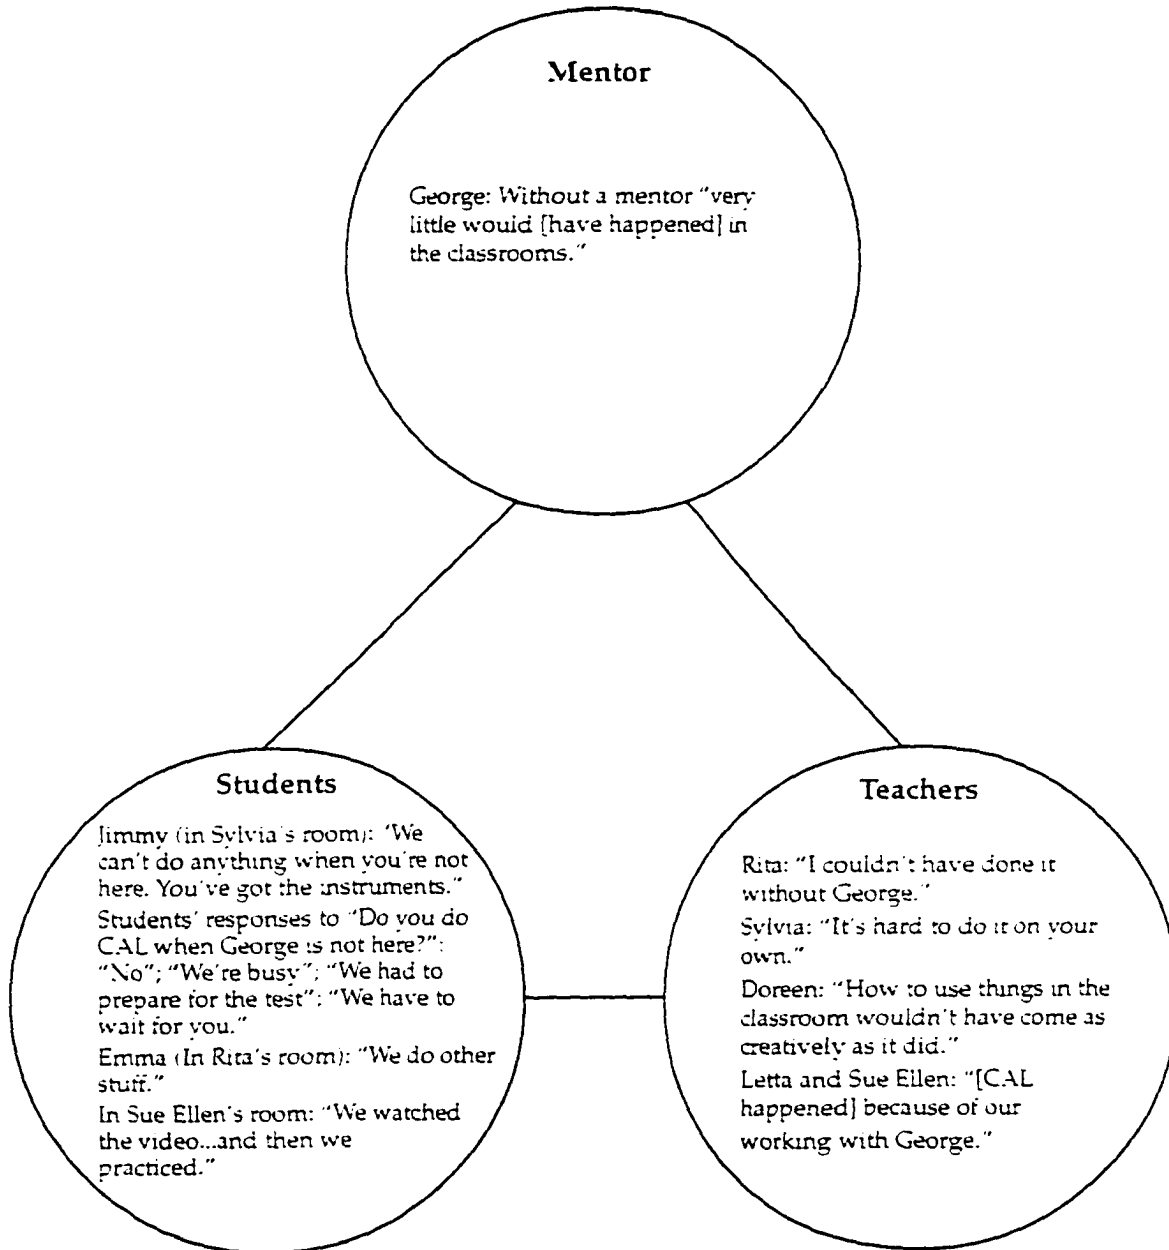 Mentor
George: Without a mentor "very
little would [have happened] in
the classrooms."
Students
Jimmy (in Sylvia's room): "We
can't do anything when you're not
here. You've got the instruments."
Students' responses to "Do you do
CAL when George is not here?":
"No"; "We're busy"; "We had to
prepare for the test"; "We have to
wait for you."
Emma (In Rita's room): "We do other
stuff."
In Sue Ellen's room: "We watched
the video...and then we
practiced."
Teachers
Rita: "I couldn't have done it
without George."
Sylvia: "It's hard to do it on your
own."
Doreen: "How to use things in the
classroom wouldn't have come as
creatively as it did."
Letta and Sue Ellen: "[CAL
happened] because of our
working with George."